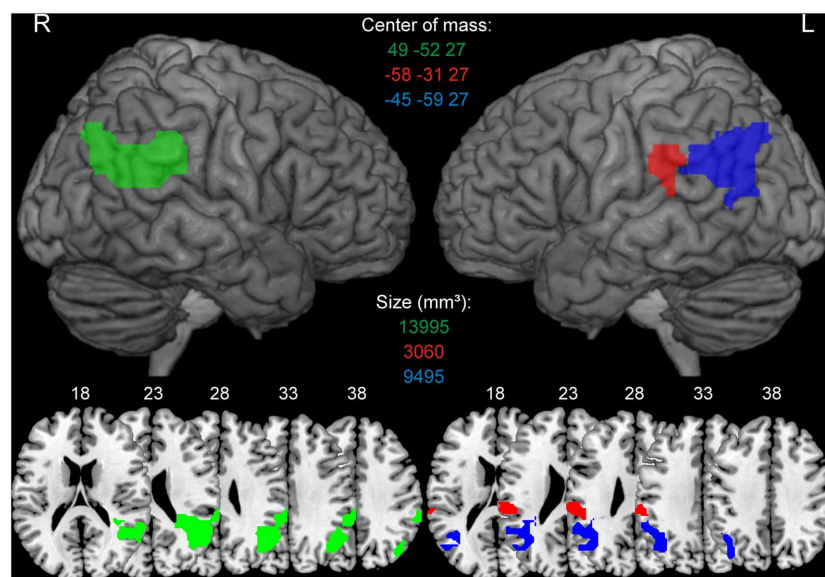 R
Center of mass:
L
49 -52 27
-58 -31 27
-45 -59 27
Size (mm³):
13995
3060
9495
18 23 28 33 38
18 23 28 33 38